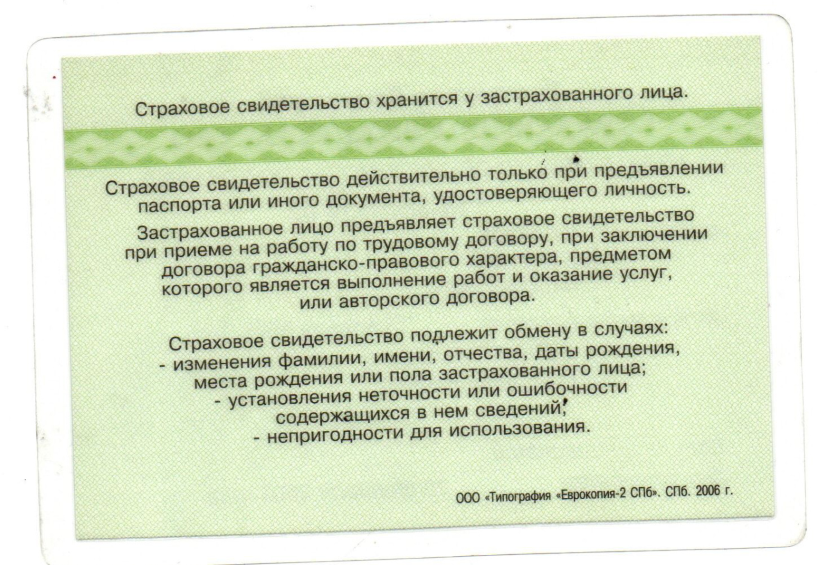 Страховое свидетельство хранится у застрахованного лица.
Страховое свидетельство действительно только при предъявлении
паспорта или иного документа, удостоверяющего личность.
Застрахованное лицо предъявляет страховое свидетельство
при приеме на работу по трудовому договору, при заключении
договора гражданско-правового характера, предметом
которого является выполнение работ и оказание услуг,
или авторского договора.
Страховое свидетельство подлежит обмену в случаях:
- изменения фамилии, имени, отчества, даты рождения,
места рождения или пола застрахованного лица;
- установления неточности или ошибочности
содержащихся в нем сведений;
- непригодности для использования.
ООО «Типография «Еврокопия-2 СПб». СПб. 2006 г.